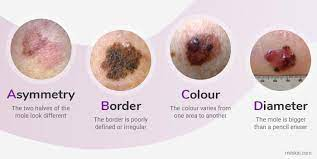 Asymmetry
The two halves of the
mole look different
Border
The border is poorly
defined or irregular
Colour
The colour varies from
one area to another
Diameter
The mole is bigger
than a pencil eraser